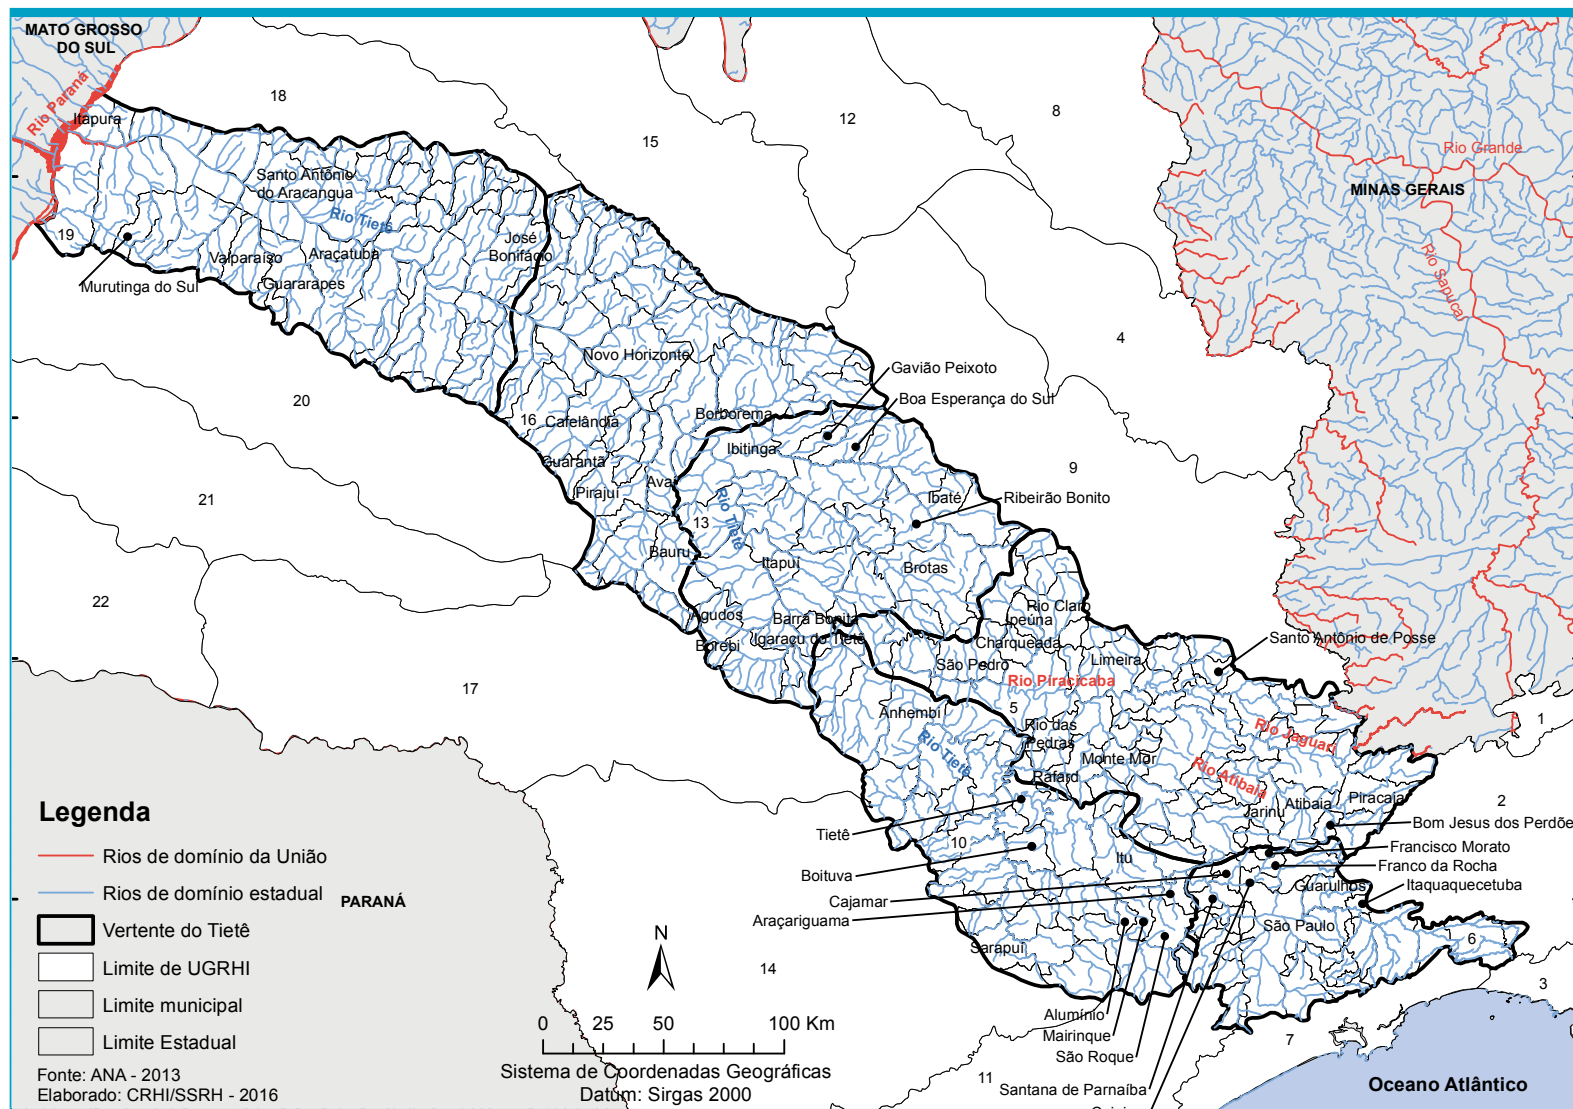 MATO GROSSO
DO SUL
Rio Paraná
Itapura
18
15
12
8
Rio Grande
MINAS GERAIS
Rio Sapucaí
Santo Antônio
do Aracangua
Rio Tietê
José
Bonifácio
19
Valparaíso
Araçatuba
Guararapes
Murutinga do Sul
4
Novo Horizonte
Gavião Peixoto
Boa Esperança do Sul
20
16
Cafelândia
Borborema
Ibitinga
Guarantã
Pirajuí
Avaí
9
21
Ibaté
Ribeirão Bonito
13
Rio Tietê
Bauru
Itapuí
Brotas
22
Agudos
Barra Bonita
Igaraçu do Tietê
Borebi
Rio Claro
Ipeúna
Charqueada
São Pedro
Limeira
Santo Antônio de Posse
Rio Piracicaba
17
5
Anhembi
Rio das
Pedras
Rio Tietê
Rio Jaguari
1
Monte Mor
Rafard
Rio Atibaia
Jarinu
Atibaia
Piracaia
2
Bom Jesus dos Perdõe
Tietê
10
Itu
Francisco Morato
Franco da Rocha
Boituva
Guarulhos
Itaquaquecetuba
Cajamar
Araçariguama
São Paulo
6
Sarapuí
14
3
Alumínio
Mairinque
São Roque
7
11
Santana de Parnaíba
Oceano Atlântico
PARANÁ
Legenda
Rios de domínio da União
Rios de domínio estadual
Vertente do Tietê
Limite de UGRHI
Limite municipal
Limite Estadual
Fonte: ANA - 2013
Elaborado: CRHI/SSRH - 2016
N
0 25 50 100 Km
Sistema de Coordenadas Geográficas
Datum: Sirgas 2000